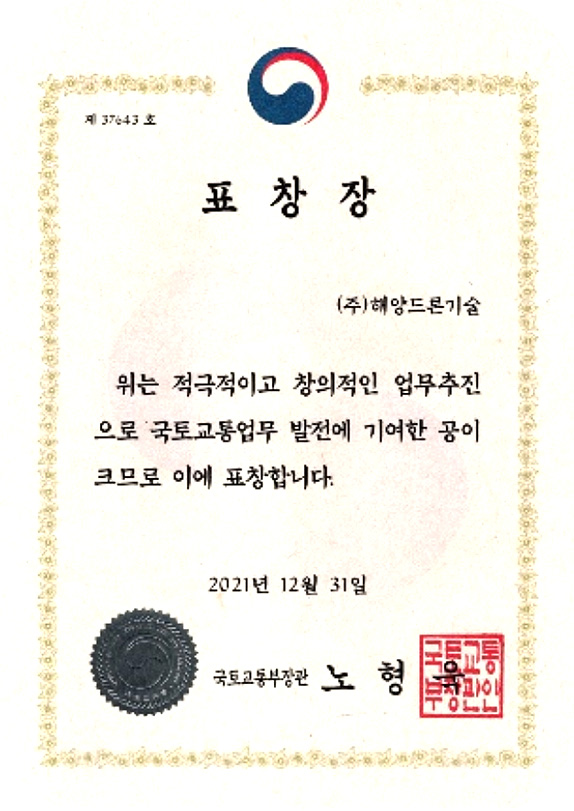 제 37643 호
표 창 장
(주)해양드론기술
위는 적극적이고 창의적인 업무추진
으로 국토교통업무 발전에 기여한 공이
크므로 이에 표창합니다.
2021년 12월 31일
국토교통부장관 노 형 욱
국토교통
부장관인